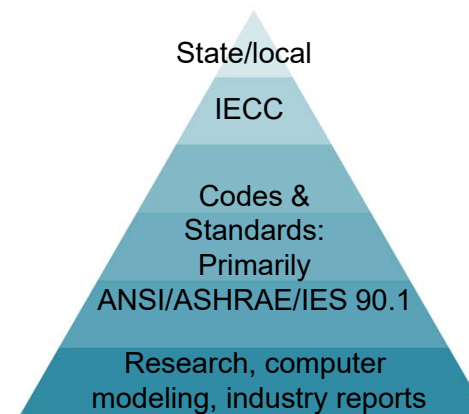 State/local
IECC
Codes &
Standards:
Primarily
ANSI/ASHRAE/IES 90.1
Research, computer
modeling, industry reports